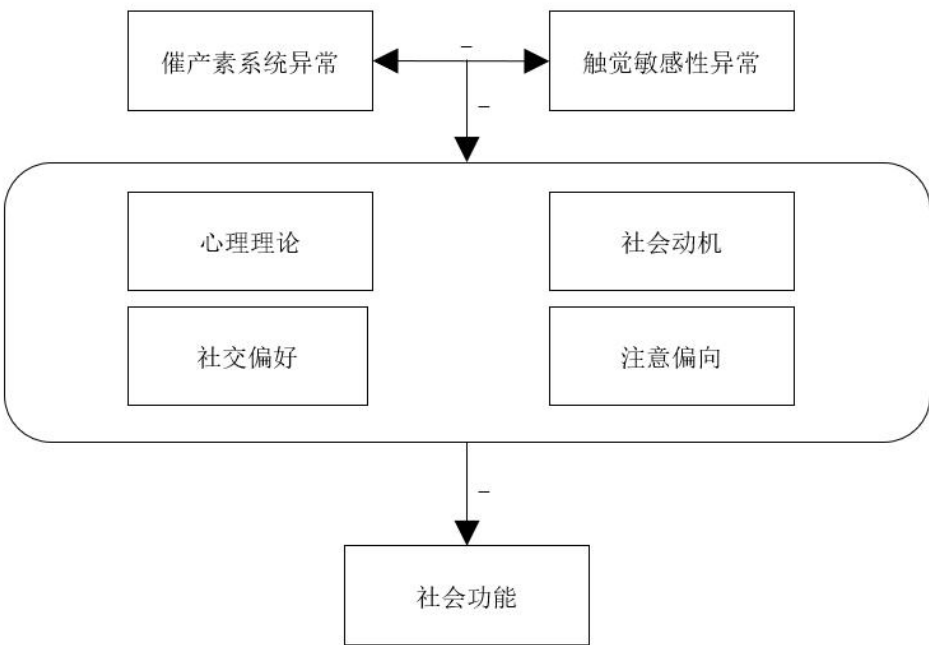 催产素系统异常
–
触觉敏感性异常
–
心理理论
社会动机
社交偏好
注意偏向
–
社会功能